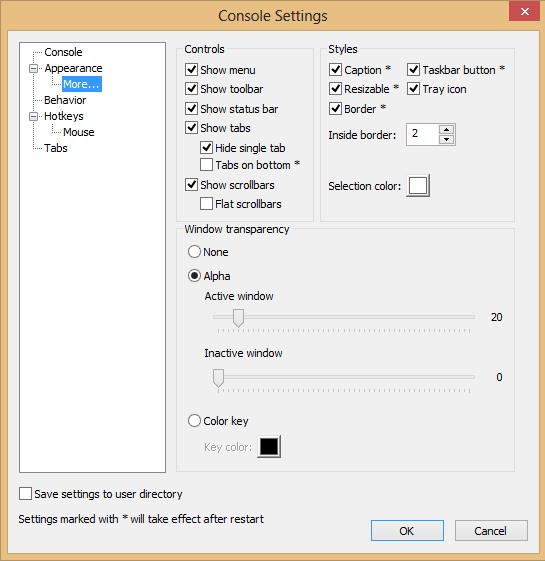 Console Settings
Console
Appearance
More...
Behavior
Hotkeys
Mouse
Tabs
Controls
Show menu
Show toolbar
Show status bar
Show tabs
Hide single tab
Tabs on bottom *
Show scrollbars
Flat scrollbars
Styles
Caption * Taskbar button *
Resizable * Tray icon
Border *
Inside border: 2
Selection color:
Window transparency
None
Alpha
Active window
20
Inactive window
0
Color key
Key color:
Save settings to user directory
Settings marked with * will take effect after restart
OK Cancel